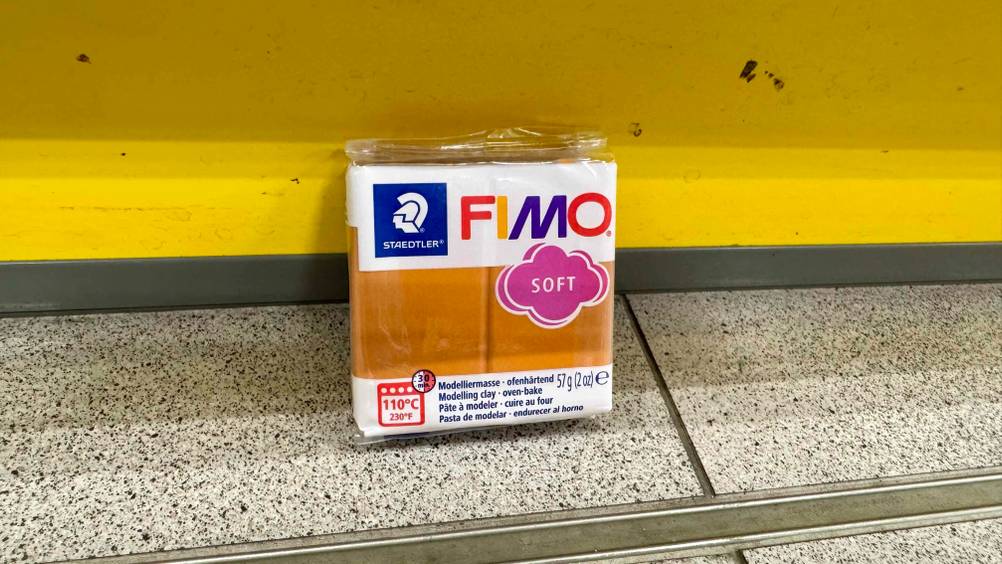 STAEDTLER®
FIMO®
SOFT
30 min.
110°C
230°F
Modelliermasse · ofenhärtend
Modelling clay · oven-bake
Pâte à modeler · cuire au four
Pasta de modelar · endurecer al horno
57 g (2 oz) ℮